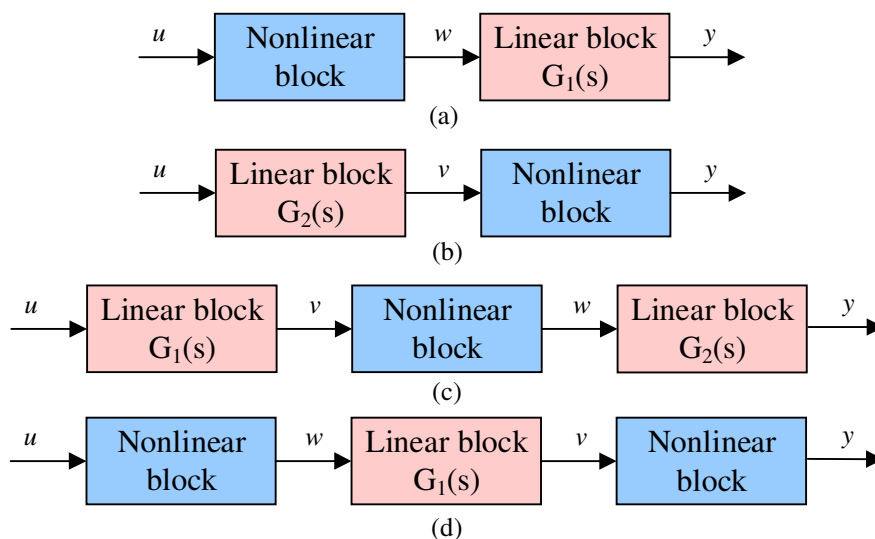 u Nonlinear block w Linear block G₁(s) y
(a)
u Linear block G₂(s) v Nonlinear block y
(b)
u Linear block G₁(s) v Nonlinear block w Linear block G₂(s) y
(c)
u Nonlinear block w Linear block G₁(s) v Nonlinear block y
(d)